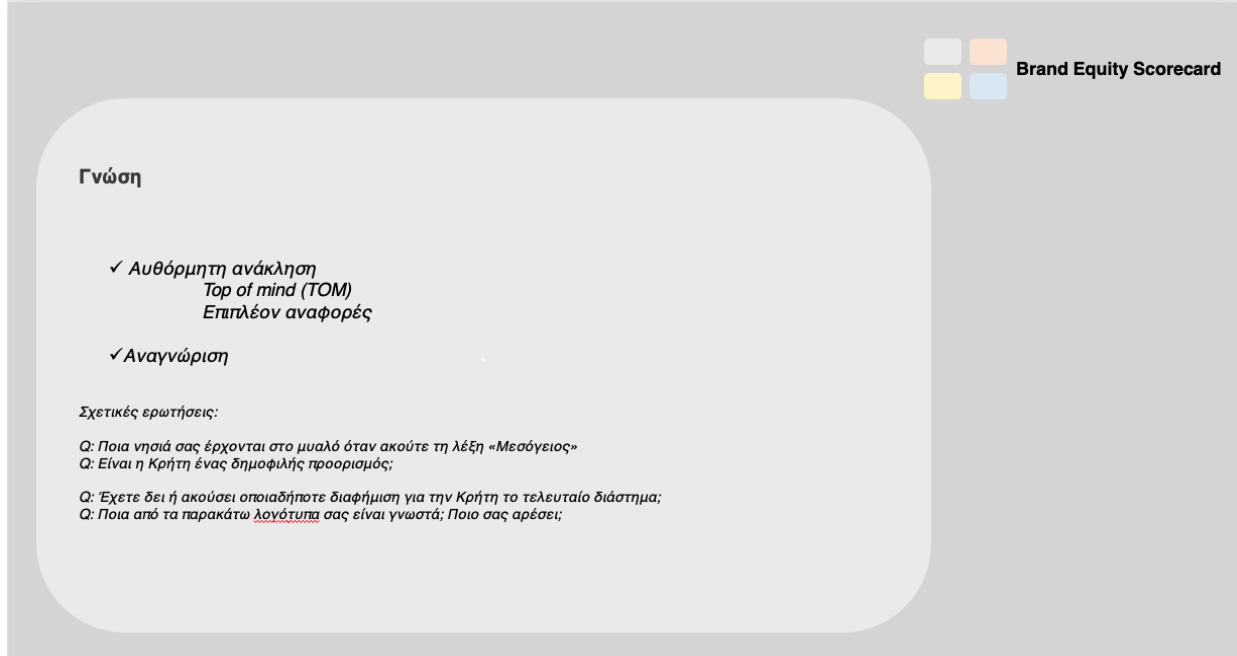 Brand Equity Scorecard
Γνώση
✓ Αυθόρμητη ανάκληση
Top of mind (TOM)
Επιπλέον αναφορές
✓Αναγνώριση
Σχετικές ερωτήσεις:
Q: Ποια νησιά σας έρχονται στο μυαλό όταν ακούτε τη λέξη «Μεσόγειος»
Q: Είναι η Κρήτη ένας δημοφιλής προορισμός;
Q: Έχετε δει ή ακούσει οποιαδήποτε διαφήμιση για την Κρήτη το τελευταίο διάστημα;
Q: Ποια από τα παρακάτω λογότυπα σας είναι γνωστά; Ποιο σας αρέσει;